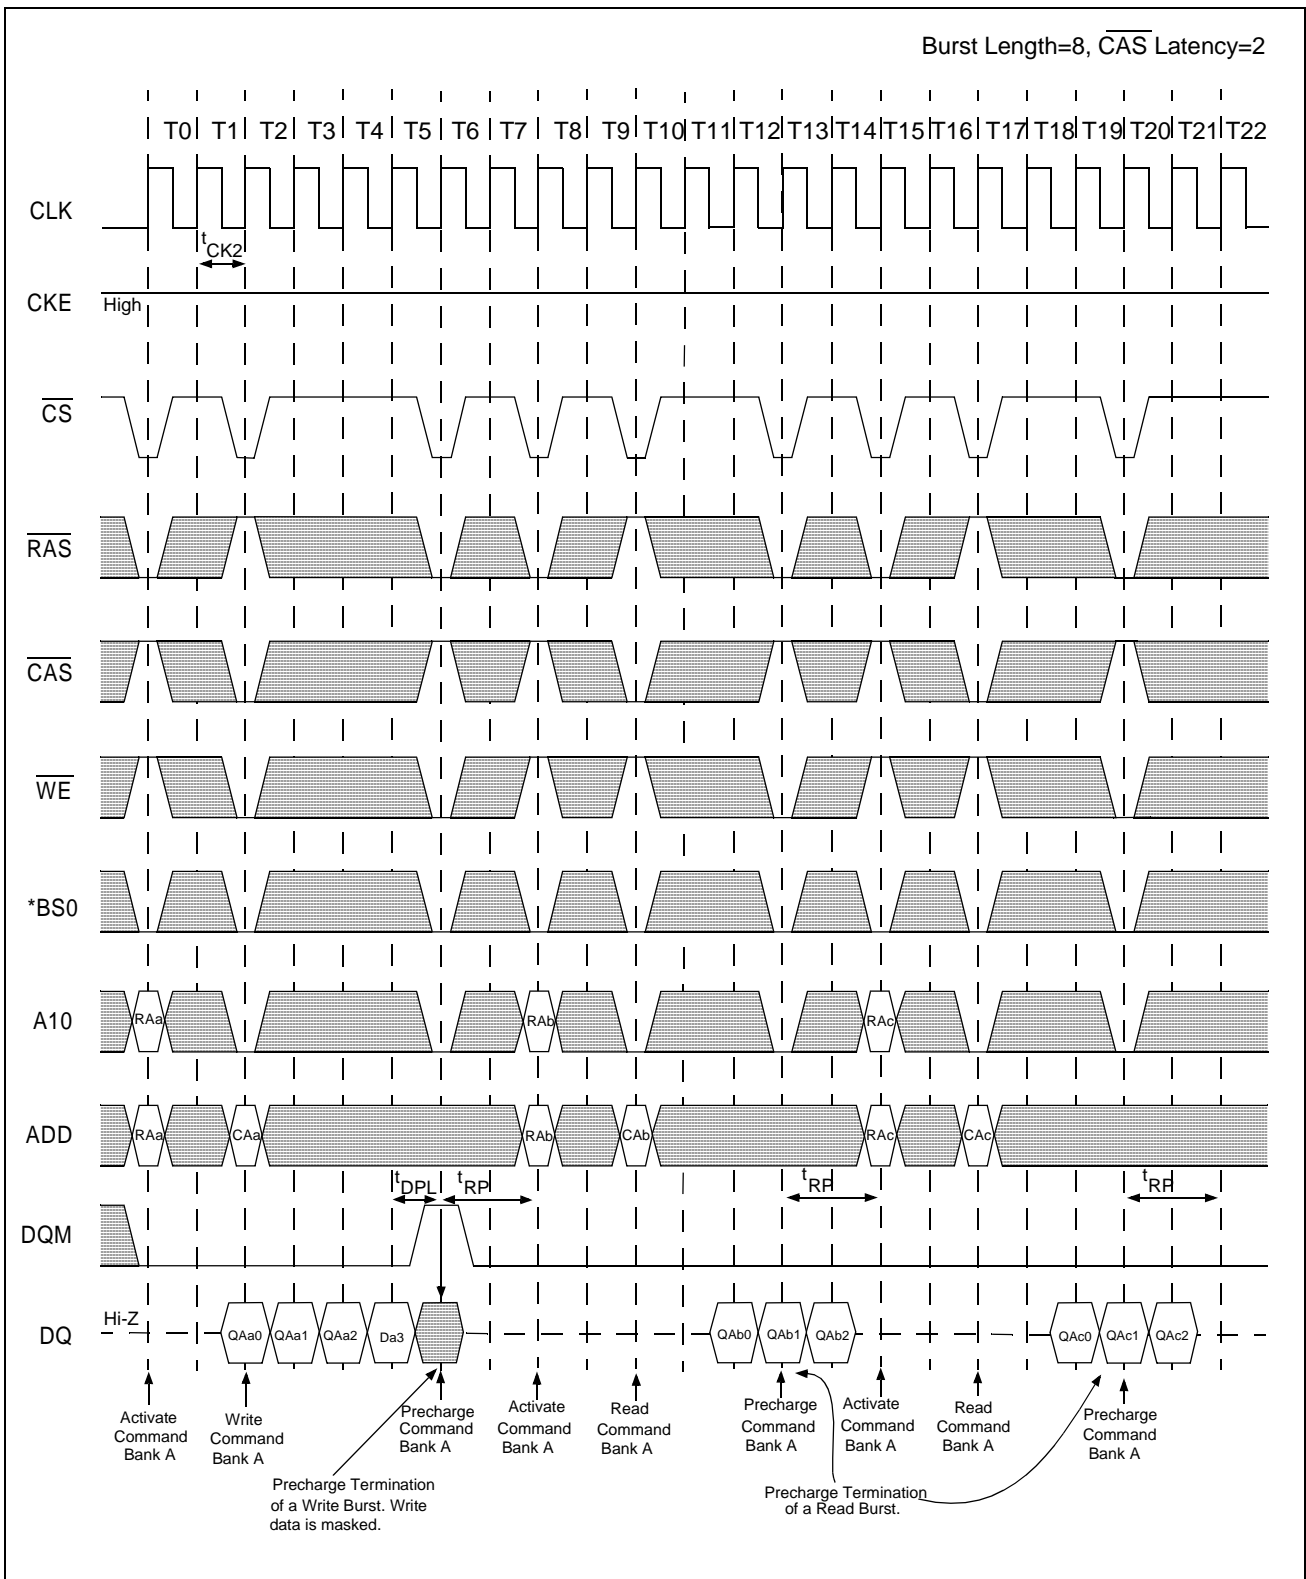 Burst Length=8, CAS Latency=2
T0 T1 T2 T3 T4 T5 T6 T7 T8 T9 T10 T11 T12 T13 T14 T15 T16 T17 T18 T19 T20 T21 T22
CLK
tCK2
CKE
High
CS
RAS
CAS
WE
*BS0
A10
RAa RAb RAc
ADD
RAa CAa RAb CAb RAc CAc
tDPL tRP tRP tRP
DQM
DQ
Hi-Z
QAa0 QAa1 QAa2 Da3 QAb0 QAb1 QAb2 QAc0 QAc1 QAc2
Activate
Command
Bank A
Write
Command
Bank A
Precharge
Command
Bank A
Activate
Command
Bank A
Read
Command
Bank A
Precharge
Command
Bank A
Activate
Command
Bank A
Read
Command
Bank A
Precharge
Command
Bank A
Precharge Termination
of a Write Burst. Write
data is masked.
Precharge Termination
of a Read Burst.